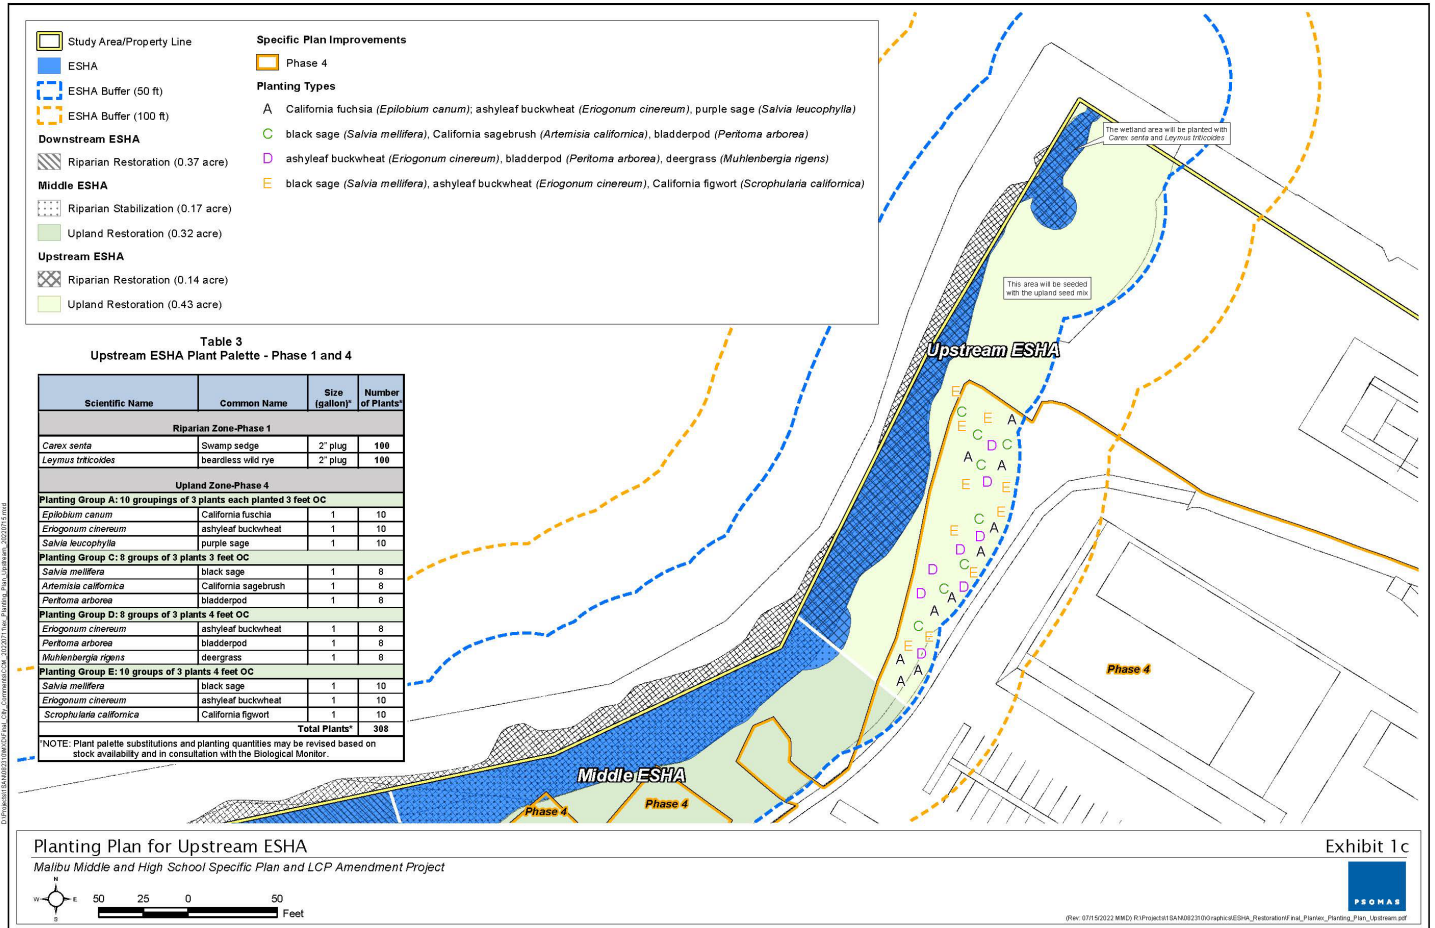 Study Area/Property Line
ESHA
ESHA Buffer (50 ft)
ESHA Buffer (100 ft)
Downstream ESHA
Riparian Restoration (0.37 acre)
Middle ESHA
Riparian Stabilization (0.17 acre)
Upland Restoration (0.32 acre)
Upstream ESHA
Riparian Restoration (0.14 acre)
Upland Restoration (0.43 acre)
Specific Plan Improvements
Phase 4
Planting Types
A California fuchsia (Epilobium canum); ashyleaf buckwheat (Eriogonum cinereum), purple sage (Salvia leucophylla)
C black sage (Salvia mellifera), California sagebrush (Artemisia californica), bladderpod (Peritoma arborea)
D ashyleaf buckwheat (Eriogonum cinereum), bladderpod (Peritoma arborea), deergrass (Muhlenbergia rigens)
E black sage (Salvia mellifera), ashyleaf buckwheat (Eriogonum cinereum), California figwort (Scrophularia californica)
The wetland area will be planted with
Carex senta and Leymus triticoides
This area will be seeded
with the upland seed mix
Upstream ESHA
E
C
E
A
E
C
D
C
A
C
A
E
D
E
E
C
A
E
D
D
A
C
E
D
D
C
A
D
A
C
E
E
A
D
A
A
Phase 4
Middle ESHA
Phase 4
Phase 4
Table 3
Upstream ESHA Plant Palette - Phase 1 and 4
Scientific Name Common Name Size (gallon)* Number of Plants*
Riparian Zone-Phase 1
Carex senta Swamp sedge 2" plug 100
Leymus triticoides beardless wild rye 2" plug 100
Upland Zone-Phase 4
Planting Group A: 10 groupings of 3 plants each planted 3 feet OC
Epilobium canum California fuschia 1 10
Eriogonum cinereum ashyleaf buckwheat 1 10
Salvia leucophylla purple sage 1 10
Planting Group C: 8 groups of 3 plants 3 feet OC
Salvia mellifera black sage 1 8
Artemisia californica California sagebrush 1 8
Peritoma arborea bladderpod 1 8
Planting Group D: 8 groups of 3 plants 4 feet OC
Eriogonum cinereum ashyleaf buckwheat 1 8
Peritoma arborea bladderpod 1 8
Muhlenbergia rigens deergrass 1 8
Planting Group E: 10 groups of 3 plants 4 feet OC
Salvia mellifera black sage 1 10
Eriogonum cinereum ashyleaf buckwheat 1 10
Scrophularia californica California figwort 1 10
Total Plants* 308
*NOTE: Plant palette substitutions and planting quantities may be revised based on
stock availability and in consultation with the Biological Monitor.
Planting Plan for Upstream ESHA
Exhibit 1c
Malibu Middle and High School Specific Plan and LCP Amendment Project
N
W E
S
50 25 0 50
Feet
PSOMAS
(Rev: 07/15/2022 MMD) R:\Projects\1SAN\082310\Graphics\ESHA_Restoration\Final_Plan\ex_Planting_Plan_Upstream.pdf